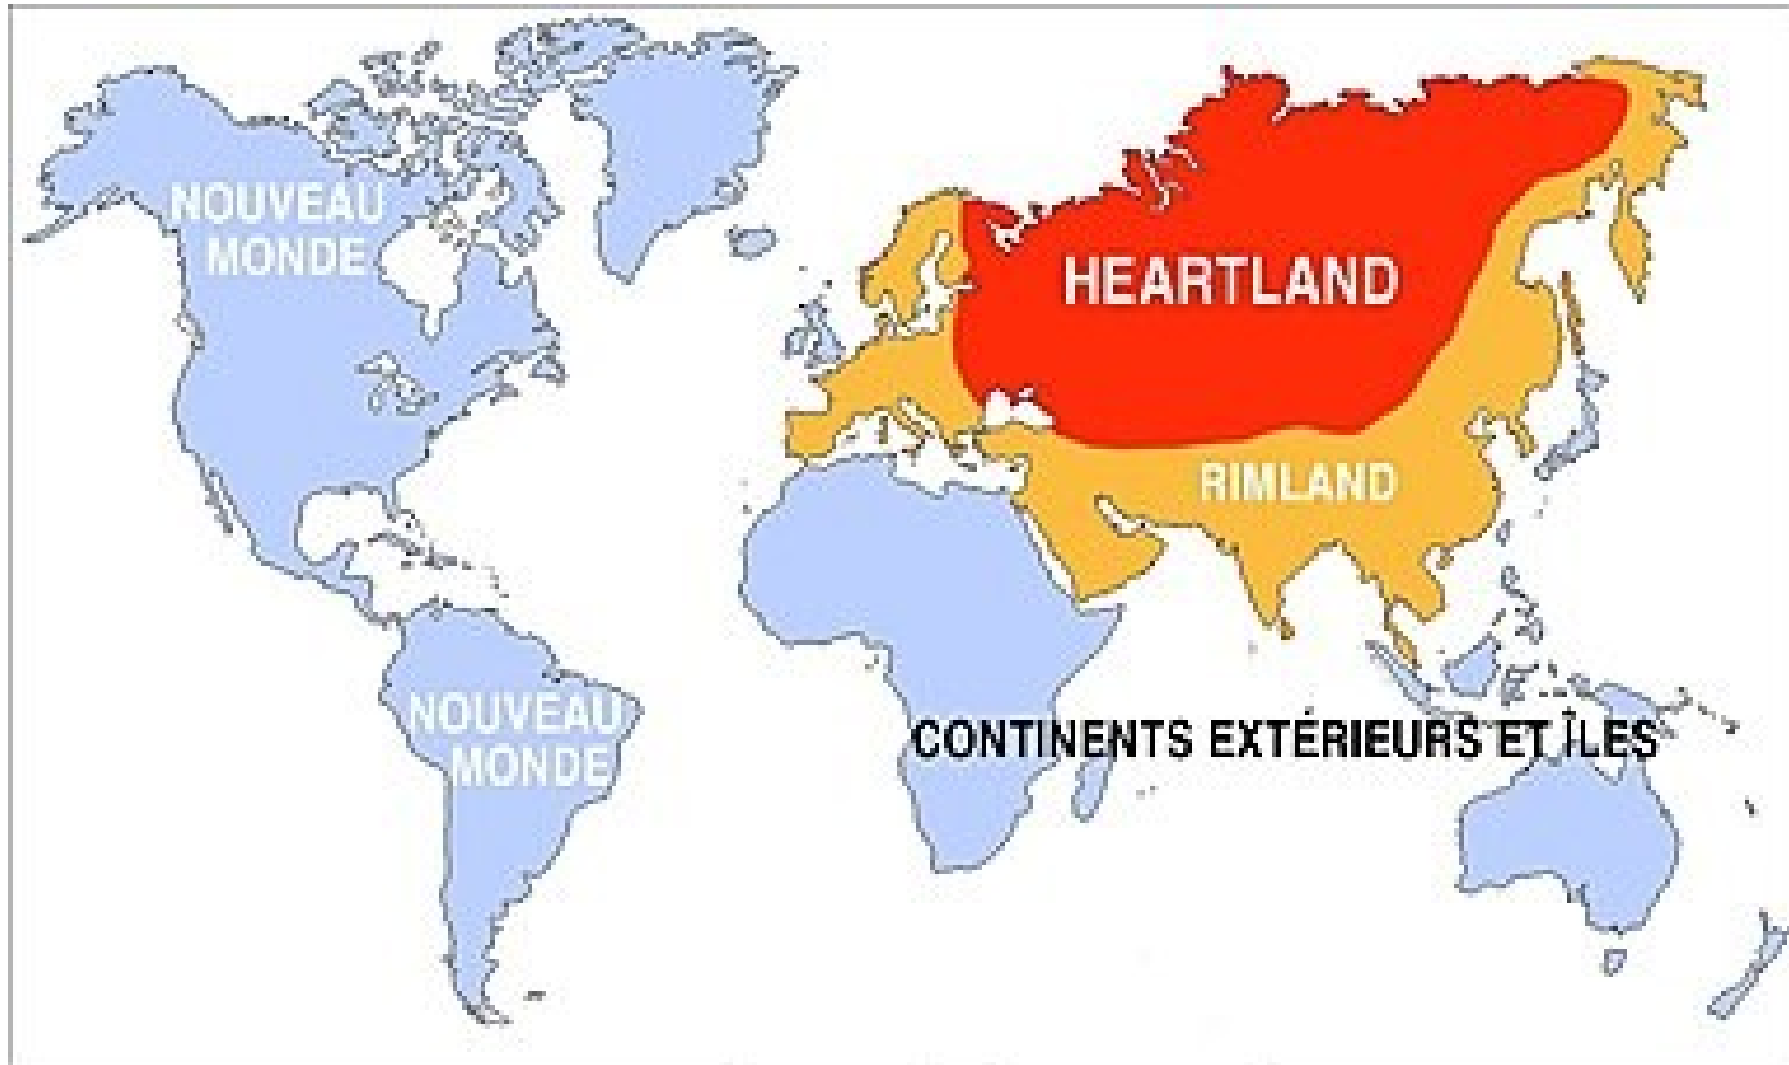 NOUVEAU
MONDE
HEARTLAND
RIMLAND
NOUVEAU
MONDE
CONTINENTS EXTÉRIEURS ET ÎLES